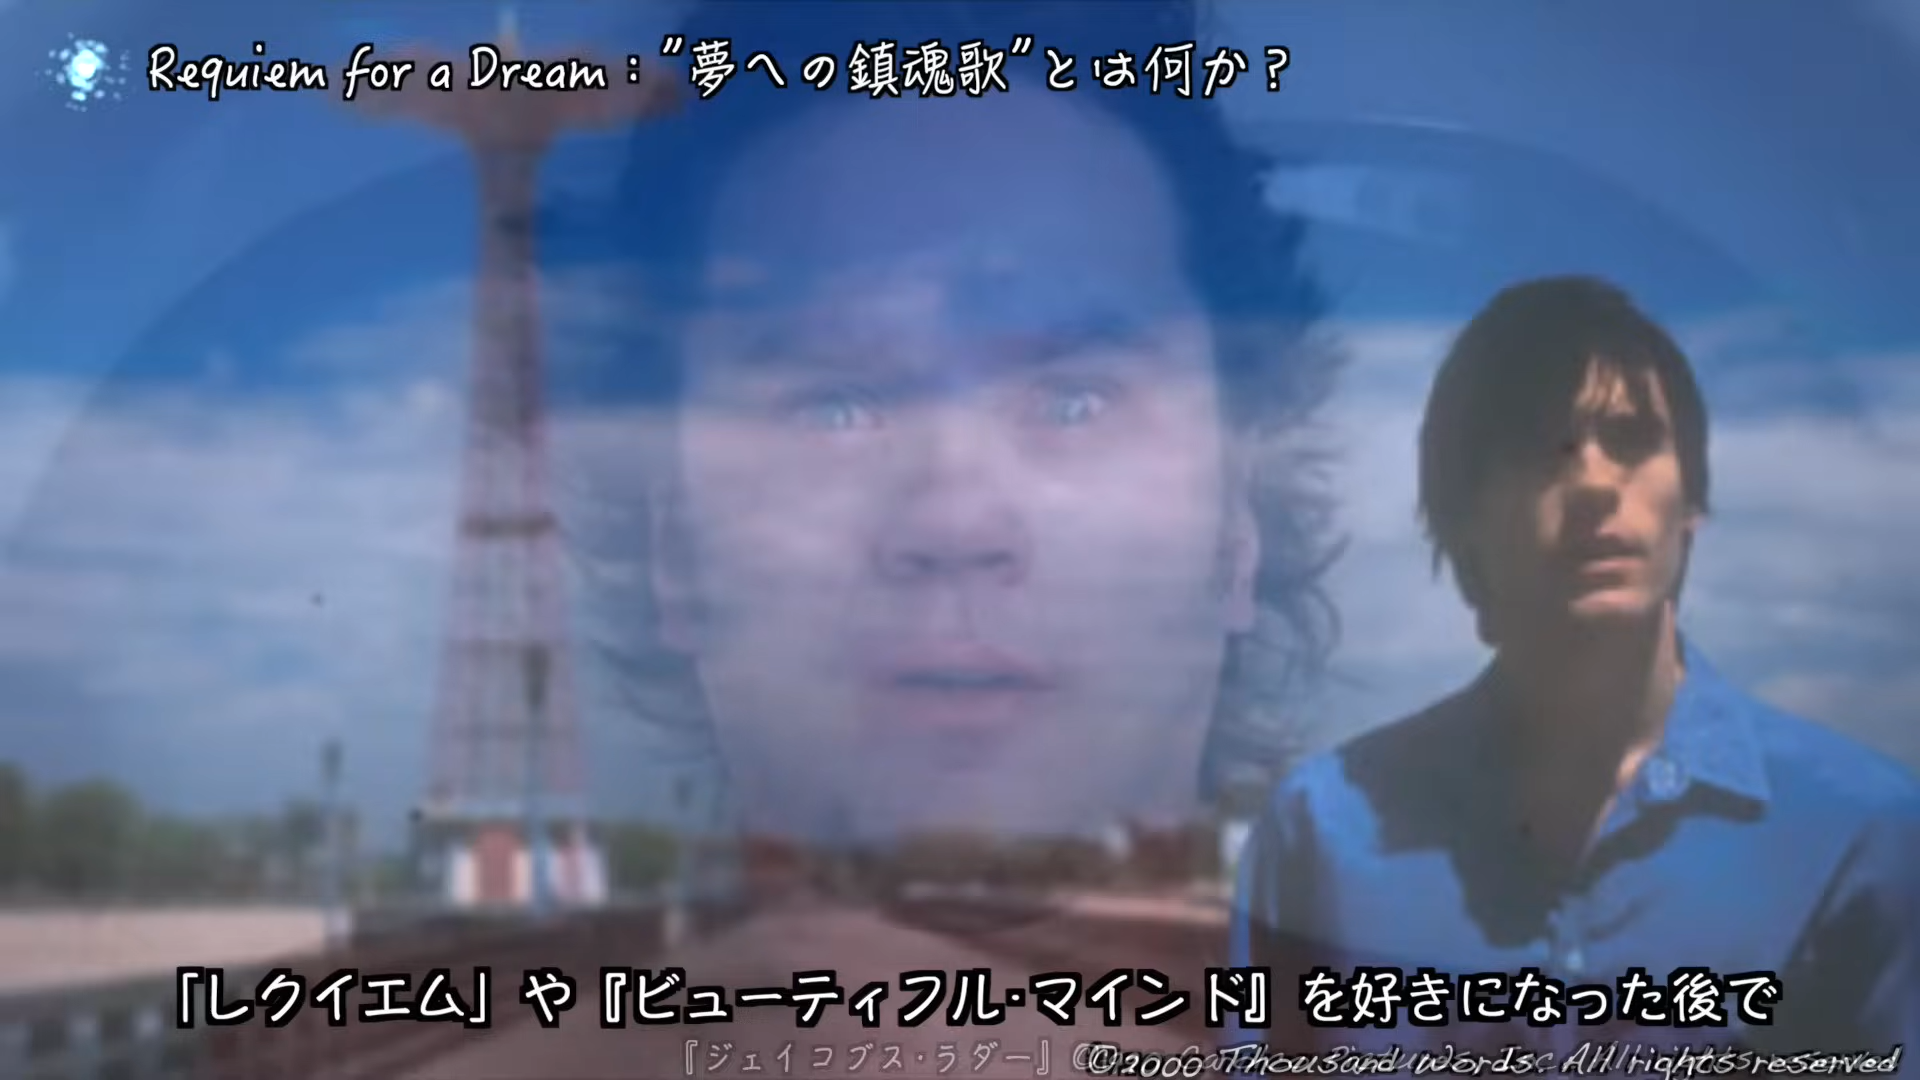 Requiem for a Dream：”夢への鎮魂歌”とは何か？
「レクイエム」や『ビューティフル・マインド』を好きになった後で
『ジェイコブス・ラダー』
©2000 Thousand Words. All rights reserved